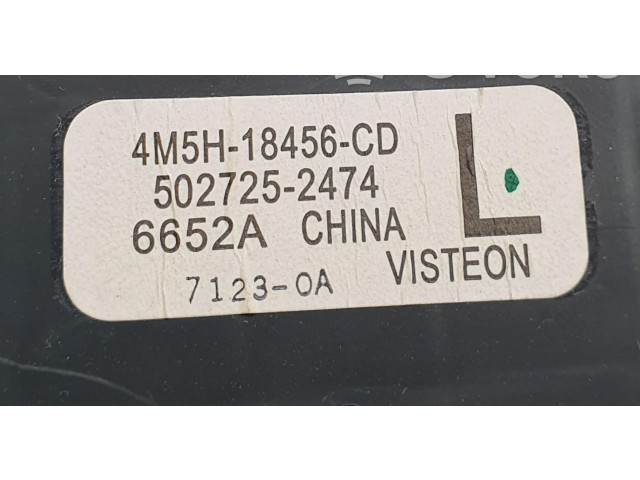 4M5H-18456-CD
502725-2474
6652A CHINA
L
VISTEON
7123-0A